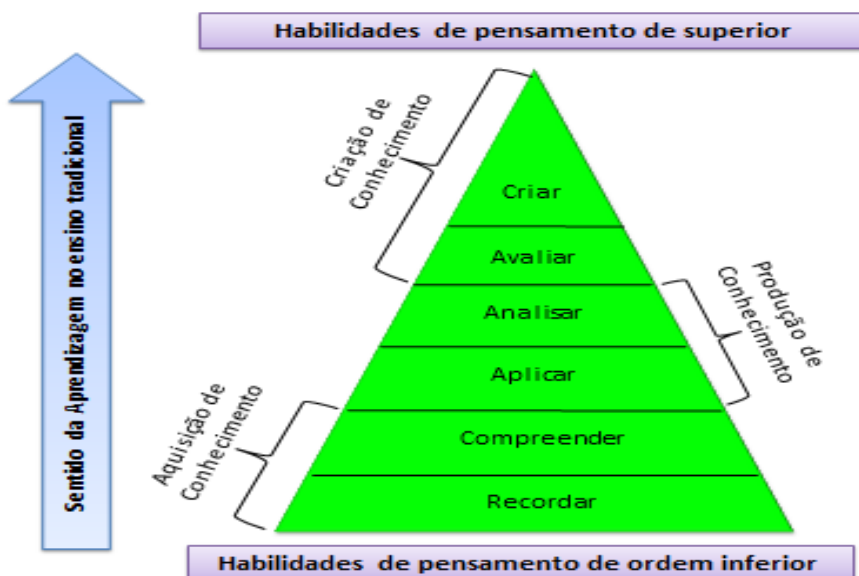 Habilidades de pensamento de superior
Sentido da Aprendizagem no ensino tradicional
Criação de
Conhecimento
Criar
Avaliar
Analisar
Produção de
Conhecimento
Aplicar
Aquisição de
Conhecimento
Compreender
Recordar
Habilidades de pensamento de ordem inferior